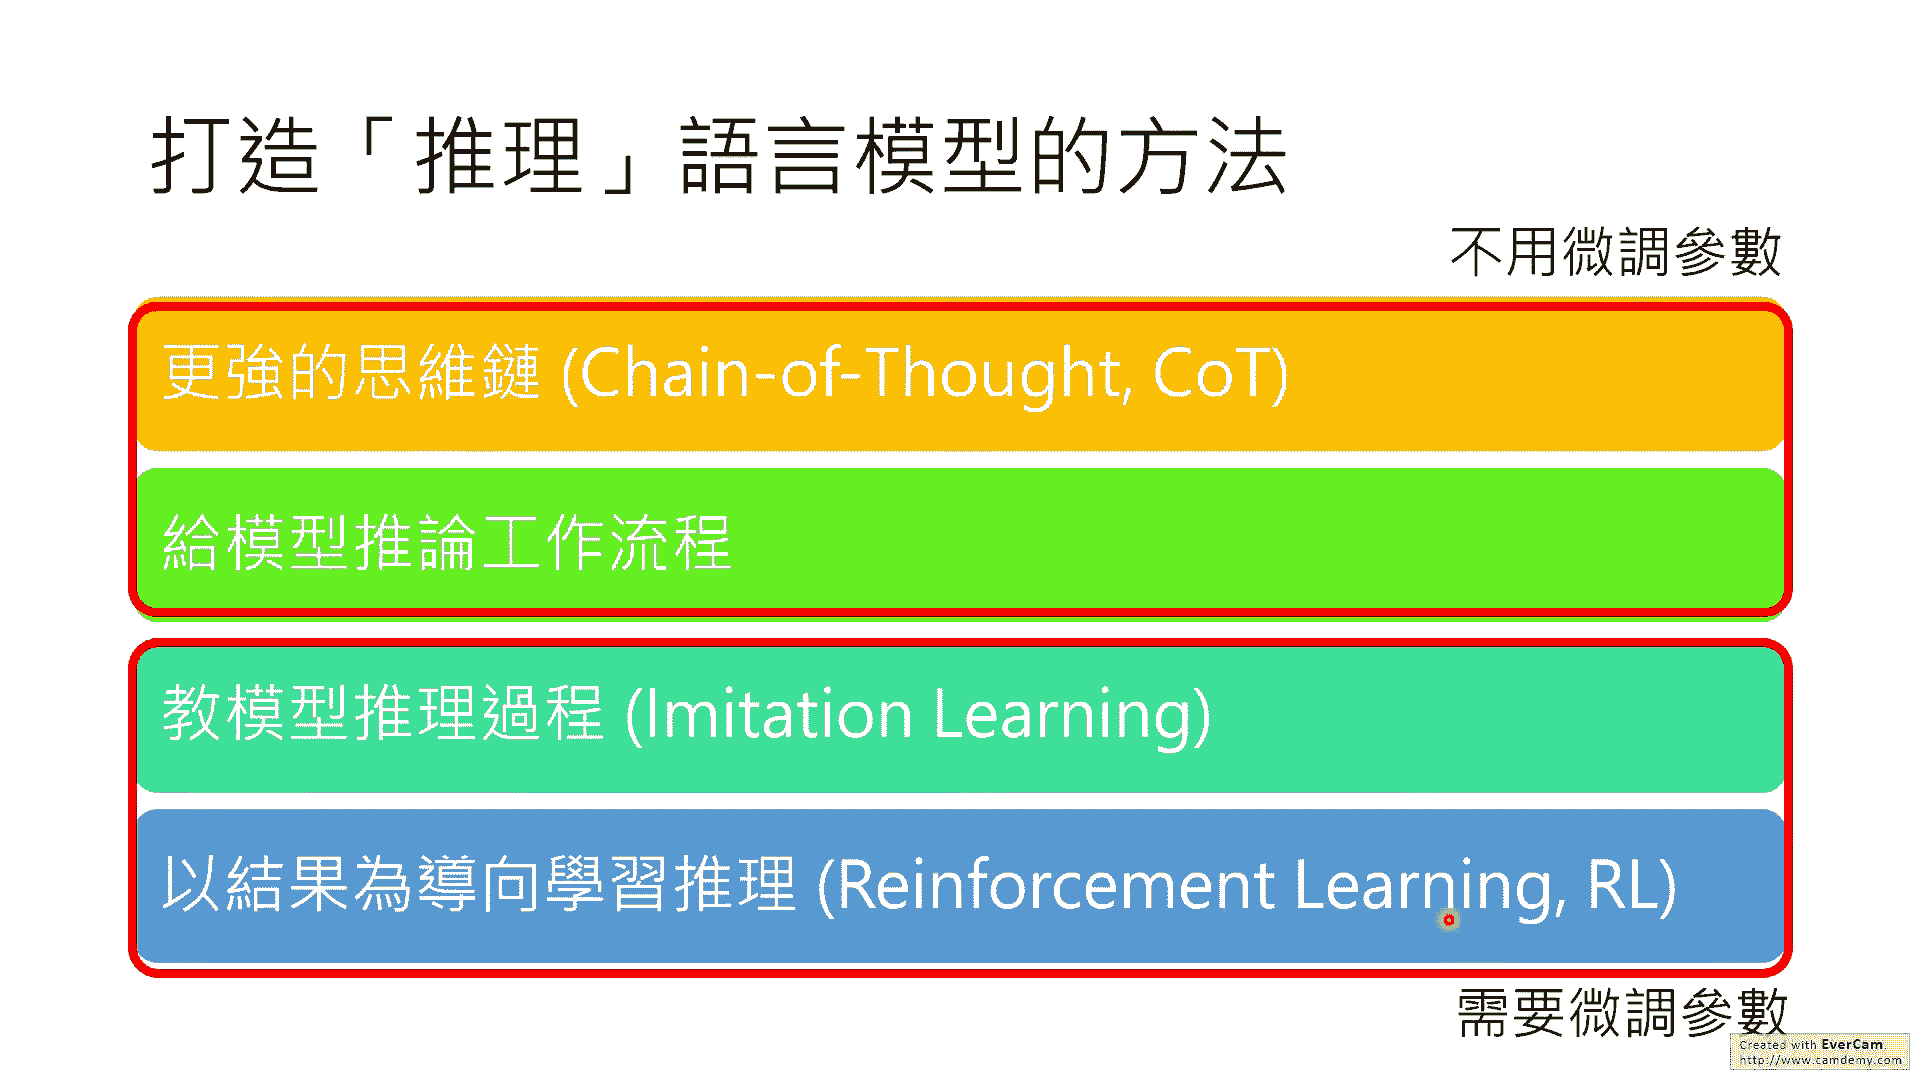 打造「推理」語言模型的方法
不用微調參數
更強的思維鏈 (Chain-of-Thought, CoT)
給模型推論工作流程
教模型推理過程 (Imitation Learning)
以結果為導向學習推理 (Reinforcement Learning, RL)
需要微調參數
Created with EverCam.
http://www.camdemy.com